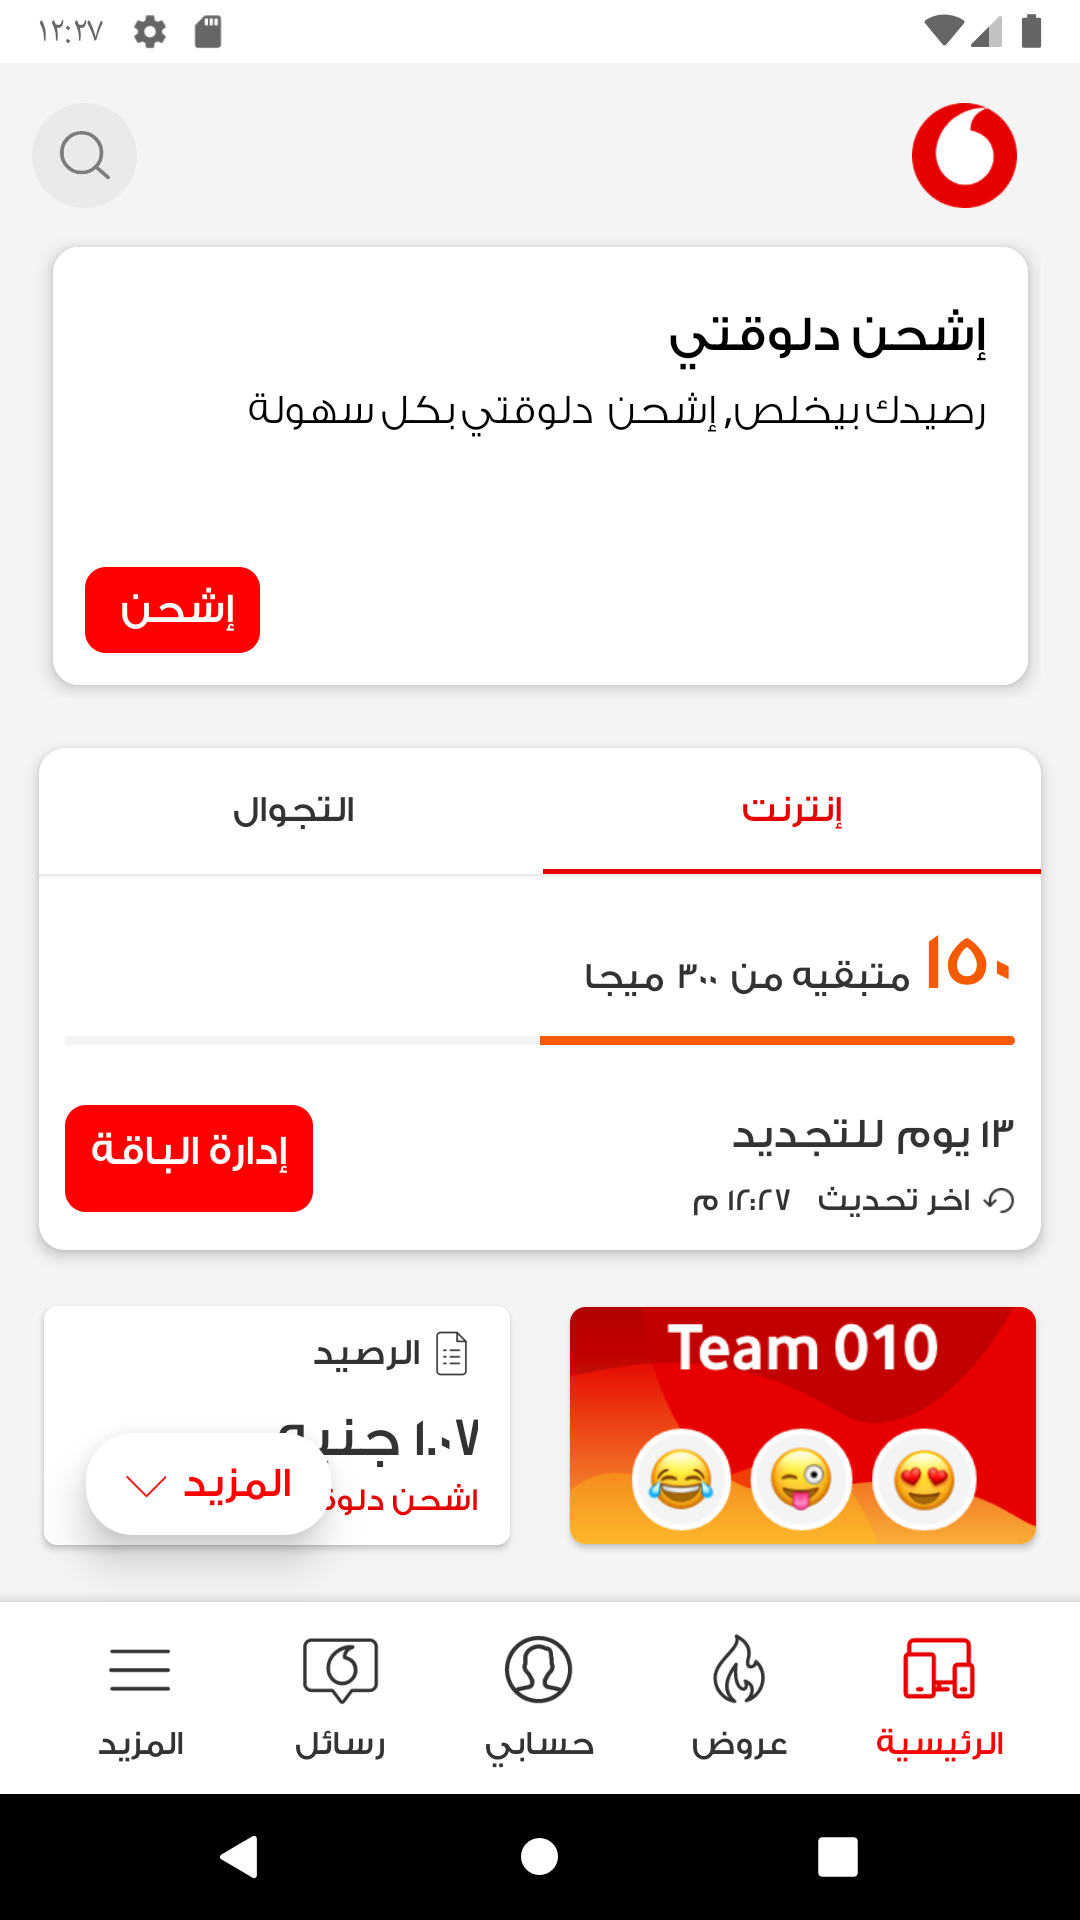 ١٢:٢٧
إشحن دلوقتي
رصيدك بيخلص, إشحن دلوقتي بكل سهولة
إشحن
إنترنت
التجوال
١٥٠ متبقيه من ٣٠٠ ميجا
١٣ يوم للتجديد
اخر تحديث ١٢:٢٧ م
إدارة الباقة
Team 010
الرصيد
١.٠٧ جنيه
اشحن
المزيد
الرئيسية
عروض
حسابي
رسائل
المزيد